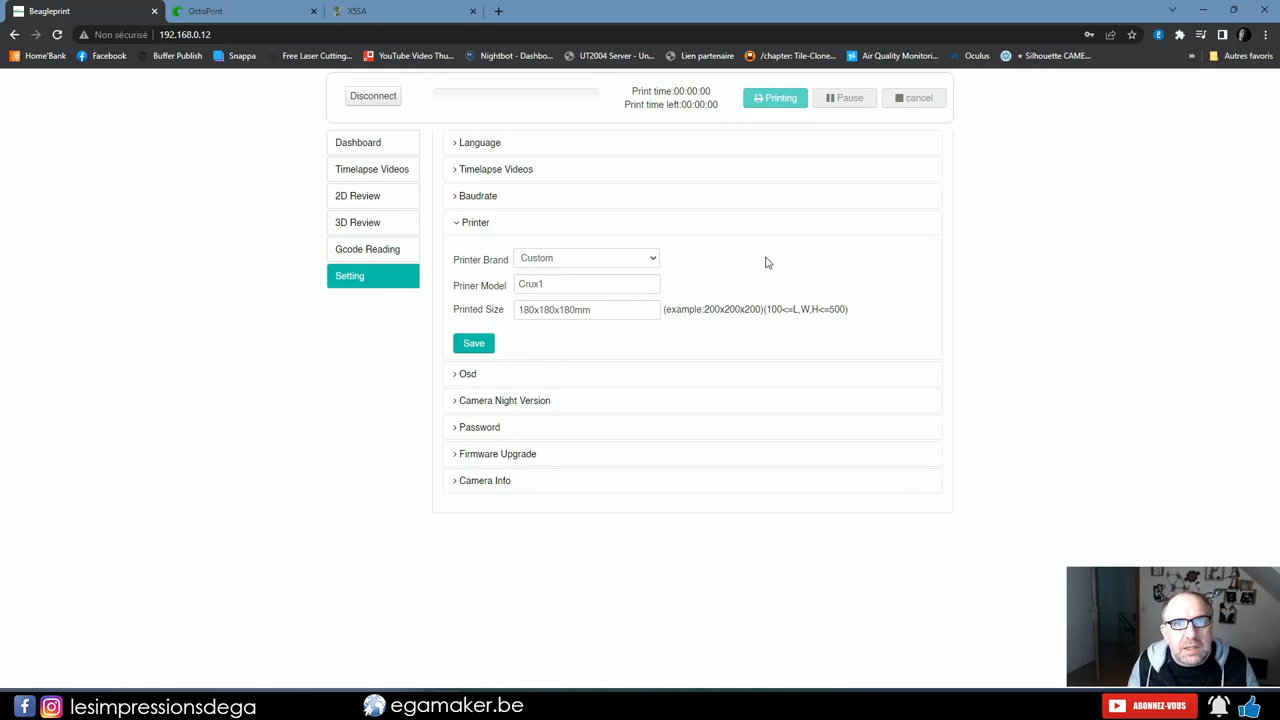 Beagleprint
OctoPrint
X5SA
Non sécurisé
192.168.0.12
Home'Bank
Facebook
Buffer Publish
Snappa
Free Laser Cutting...
YouTube Video Thu...
Nightbot - Dashbo...
UT2004 Server - Un...
Lien partenaire
/chapter: Tile-Clone...
Air Quality Monitori...
Oculus
• Silhouette CAME...
»
Autres favoris
Disconnect
Print time:00:00:00
Print time left:00:00:00
Printing
Pause
cancel
Dashboard
Timelapse Videos
2D Review
3D Review
Gcode Reading
Setting
Language
Timelapse Videos
Baudrate
Printer
Printer Brand Custom
Priner Model Crux1
Printed Size 180x180x180mm (example:200x200x200)(100<=L,W,H<=500)
Save
Osd
Camera Night Version
Password
Firmware Upgrade
Camera Info
lesimpressionsdega
egamaker.be
ABONNEZ-VOUS